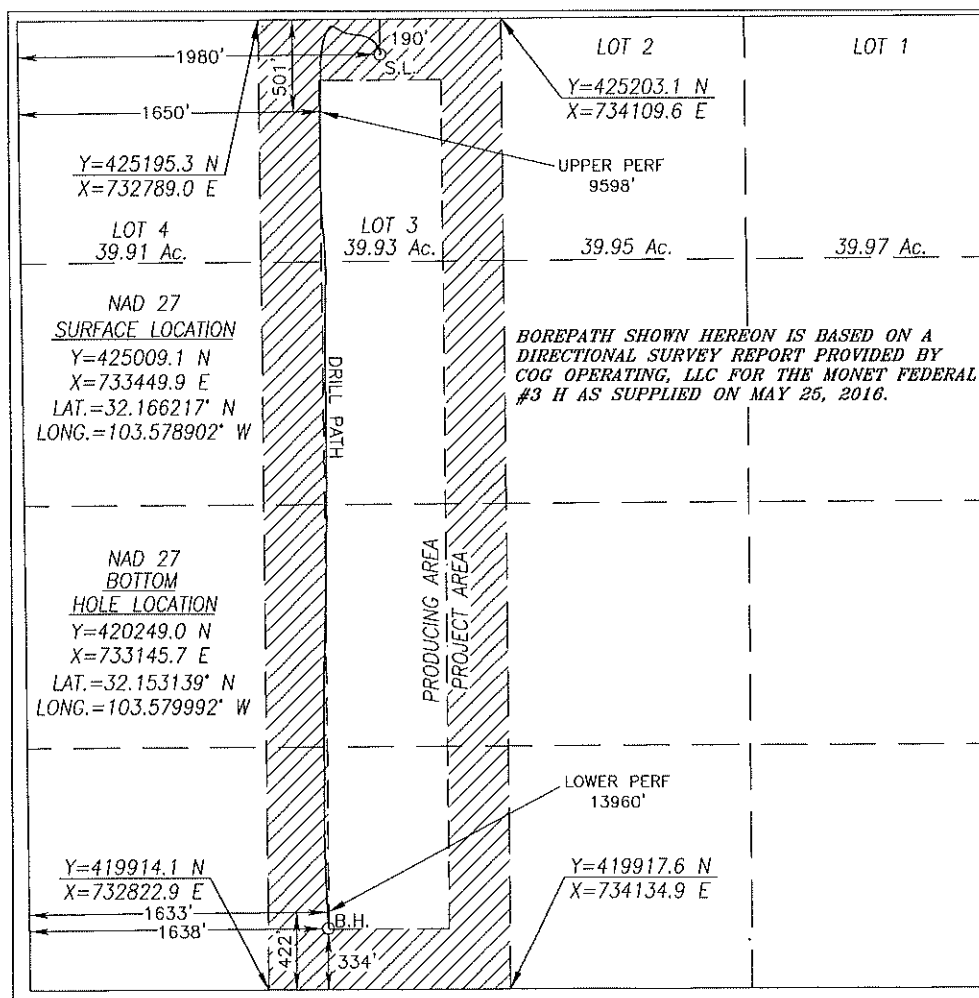 190'
1980'
S.L.
501'
1650'
LOT 2
LOT 1
Y=425203.1 N
X=734109.6 E
UPPER PERF
9598'
Y=425195.3 N
X=732789.0 E
LOT 4
39.91 Ac.
LOT 3
39.93 Ac.
39.95 Ac.
39.97 Ac.
NAD 27
SURFACE LOCATION
Y=425009.1 N
X=733449.9 E
LAT.=32.166217° N
LONG.=103.578902° W
DRILL PATH
BOREPATH SHOWN HEREON IS BASED ON A
DIRECTIONAL SURVEY REPORT PROVIDED BY
COG OPERATING, LLC FOR THE MONET FEDERAL
#3 H AS SUPPLIED ON MAY 25, 2016.
NAD 27
BOTTOM
HOLE LOCATION
Y=420249.0 N
X=733145.7 E
LAT.=32.153139° N
LONG.=103.579992° W
PRODUCING AREA
PROJECT AREA
LOWER PERF
13960'
Y=419914.1 N
X=732822.9 E
Y=419917.6 N
X=734134.9 E
1633'
1638'
B.H.
422'
334'